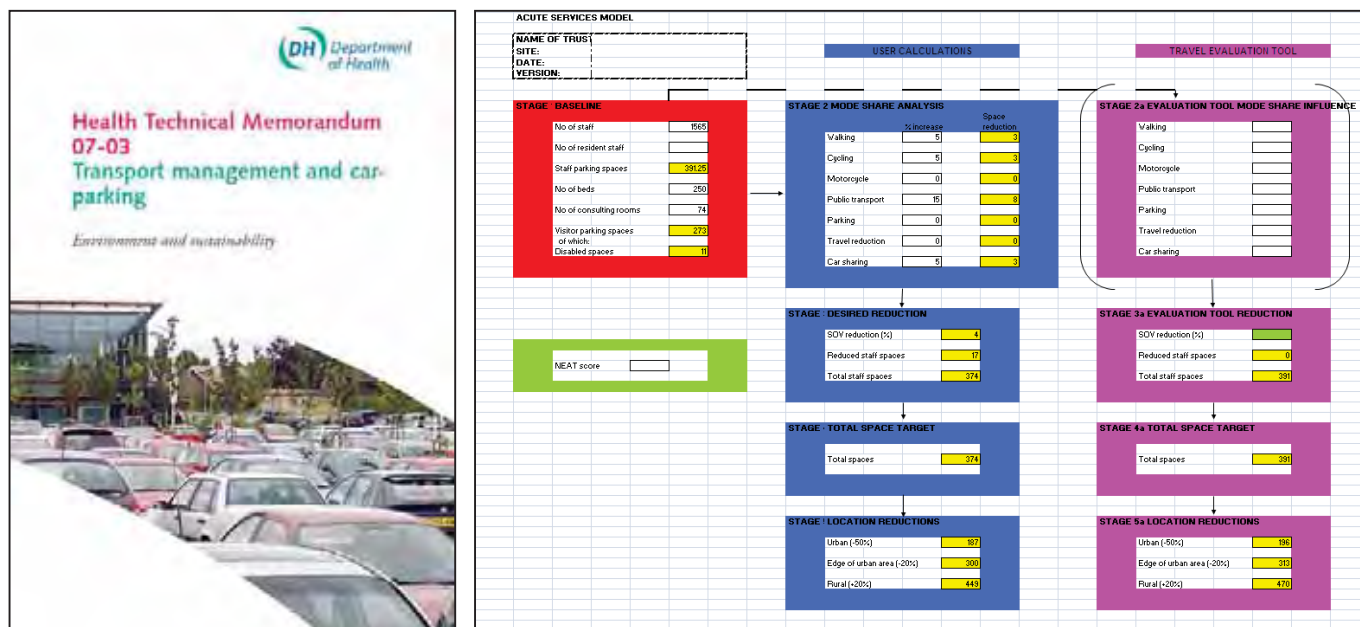 DH Department
of Health
Health Technical Memorandum
07-03
Transport management and car-
parking
Environment and sustainability
ACUTE SERVICES MODEL
NAME OF TRUST
SITE:
DATE:
VERSION:
USER CALCULATIONS
TRAVEL EVALUATION TOOL
STAGE BASELINE
No of staff 1565
No of resident staff
Staff parking spaces 391.25
No of beds 250
No of consulting rooms 74
Visitor parking spaces 273
of which:
Disabled spaces 11
NEAT score
STAGE 2 MODE SHARE ANALYSIS
% increase Space
reduction
Walking 5 3
Cycling 5 3
Motorcycle 0 0
Public transport 15 8
Parking 0 0
Travel reduction 0 0
Car sharing 5 3
STAGE DESIRED REDUCTION
SOV reduction (%) 4
Reduced staff spaces 17
Total staff spaces 374
STAGE TOTAL SPACE TARGET
Total spaces 374
STAGE LOCATION REDUCTIONS
Urban (-50%) 187
Edge of urban area (-20%) 300
Rural (+20%) 449
STAGE 2a EVALUATION TOOL MODE SHARE INFLUENCE
Walking
Cycling
Motorcycle
Public transport
Parking
Travel reduction
Car sharing
STAGE 3a EVALUATION TOOL REDUCTION
SOV reduction (%)
Reduced staff spaces 0
Total staff spaces 391
STAGE 4a TOTAL SPACE TARGET
Total spaces 391
STAGE 5a LOCATION REDUCTIONS
Urban (-50%) 196
Edge of urban area (-20%) 313
Rural (+20%) 470